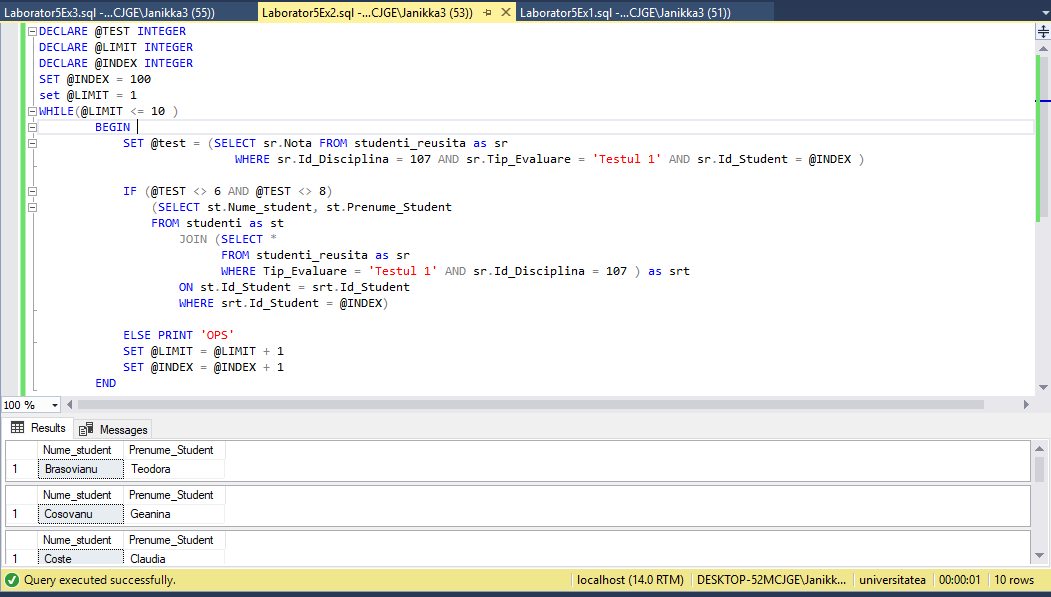 Laborator5Ex3.sql -...CJGE\Janikka3 (55))
Laborator5Ex2.sql -...CJGE\Janikka3 (53))
Laborator5Ex1.sql -...CJGE\Janikka3 (51))
DECLARE @TEST INTEGER
DECLARE @LIMIT INTEGER
DECLARE @INDEX INTEGER
SET @INDEX = 100
set @LIMIT = 1
WHILE(@LIMIT <= 10 )
BEGIN
SET @test = (SELECT sr.Nota FROM studenti_reusita as sr
WHERE sr.Id_Disciplina = 107 AND sr.Tip_Evaluare = 'Testul 1' AND sr.Id_Student = @INDEX )
IF (@TEST <> 6 AND @TEST <> 8)
(SELECT st.Nume_student, st.Prenume_Student
FROM studenti as st
JOIN (SELECT *
FROM studenti_reusita as sr
WHERE Tip_Evaluare = 'Testul 1' AND sr.Id_Disciplina = 107 ) as srt
ON st.Id_Student = srt.Id_Student
WHERE srt.Id_Student = @INDEX)
ELSE PRINT 'OPS'
SET @LIMIT = @LIMIT + 1
SET @INDEX = @INDEX + 1
END
100 %
Results Messages
Nume_student Prenume_Student
1 Brasovianu Teodora
Nume_student Prenume_Student
1 Cosovanu Geanina
Nume_student Prenume_Student
1 Coste Claudia
Query executed successfully. localhost (14.0 RTM) DESKTOP-52MCJGE\Janikk... universitatea 00:00:01 10 rows